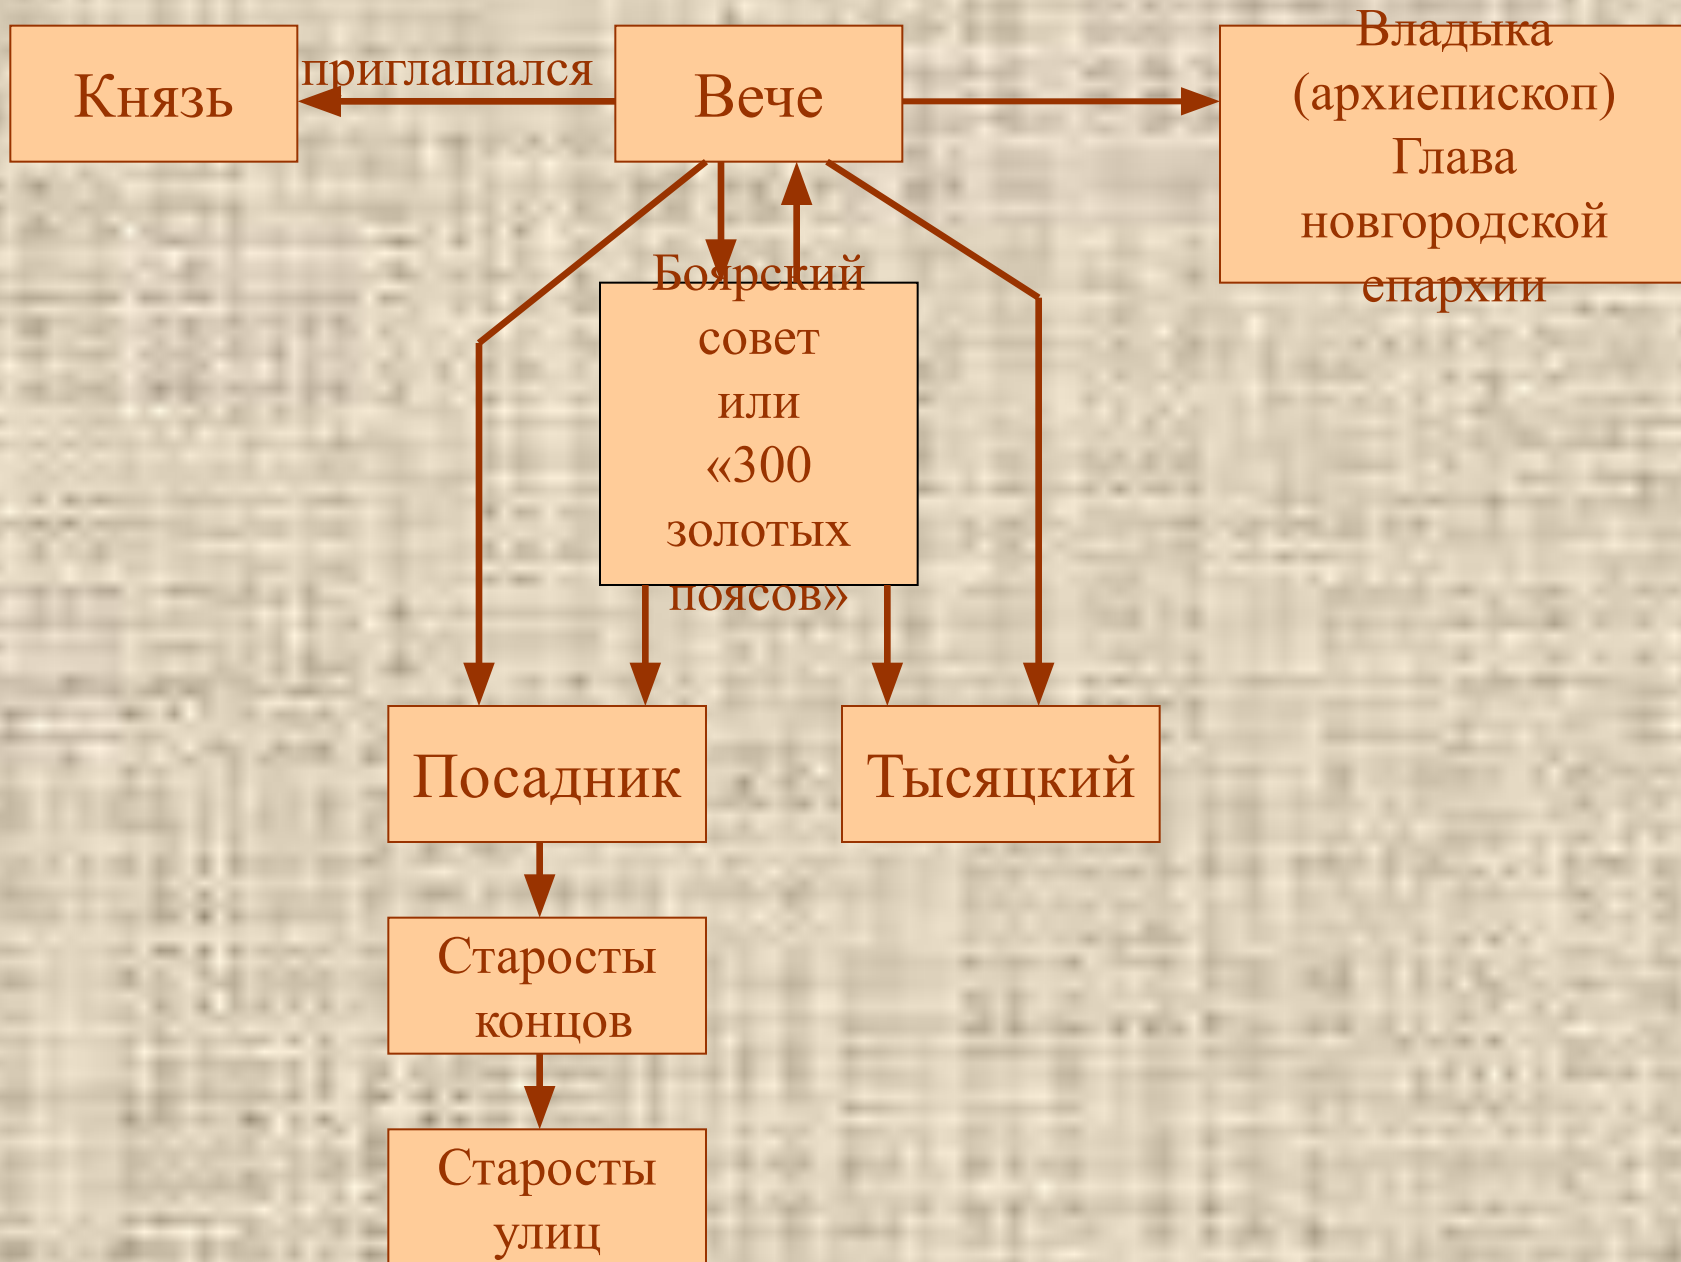 Князь
приглашался
Вече
Владыка
(архиепископ)
Глава
новгородской
епархии
Боярский
совет
или
«300
золотых
поясов»
Посадник
Тысяцкий
Старосты
концов
Старосты
улиц